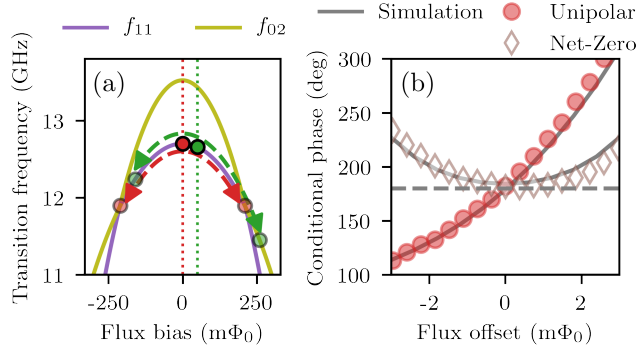 f₁₁ f₀₂
Simulation Unipolar
Net-Zero
(a)
Transition frequency (GHz)
13
12
11
-250 0 250
Flux bias (mΦ₀)
(b)
Conditional phase (deg)
300
250
200
150
100
-2 0 2
Flux offset (mΦ₀)